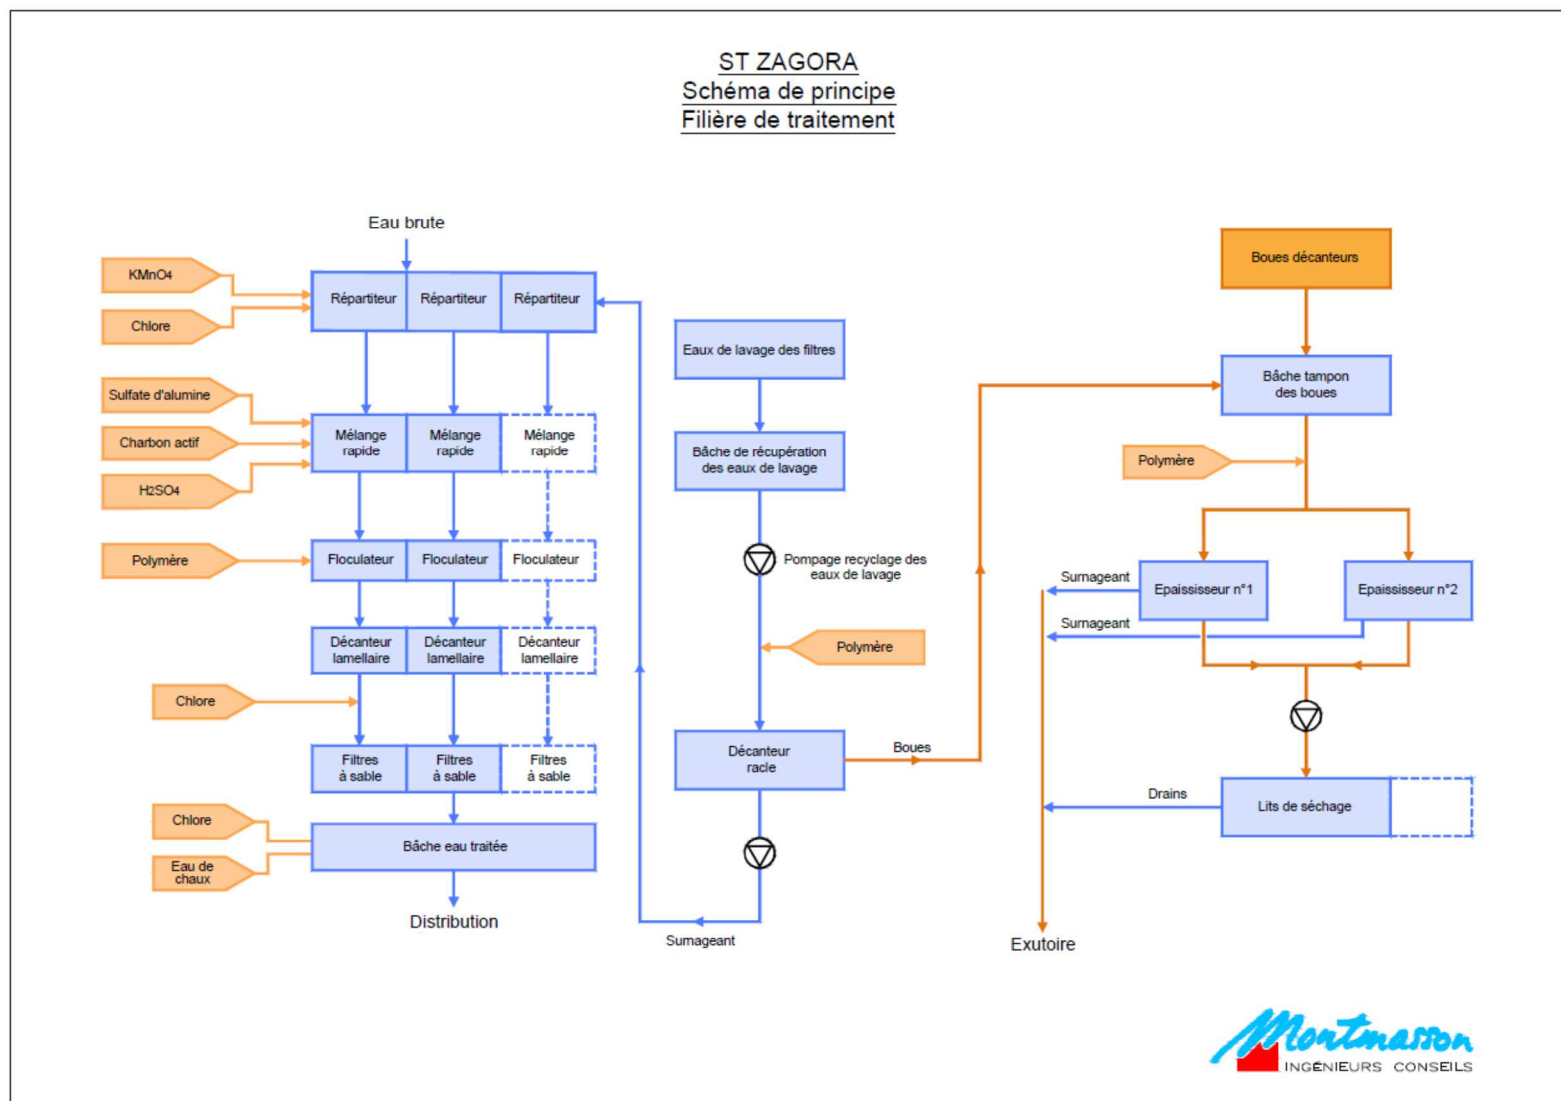 ST ZAGORA
Schéma de principe
Filière de traitement
Eau brute
KMnO4
Chlore
Répartiteur
Répartiteur
Répartiteur
Sulfate d'alumine
Charbon actif
H2SO4
Mélange
rapide
Mélange
rapide
Mélange
rapide
Polymère
Floculateur
Floculateur
Floculateur
Décanteur
lamellaire
Décanteur
lamellaire
Décanteur
lamellaire
Chlore
Filtres
à sable
Filtres
à sable
Filtres
à sable
Chlore
Eau de
chaux
Bâche eau traitée
Distribution
Eaux de lavage des filtres
Bâche de récupération
des eaux de lavage
Pompage recyclage des
eaux de lavage
Polymère
Décanteur
racle
Boues
Surnageant
Boues décanteurs
Bâche tampon
des boues
Polymère
Epaississeur n°1
Epaississeur n°2
Surnageant
Surnageant
Drains
Lits de séchage
Exutoire
Montmasson
INGÉNIEURS CONSEILS